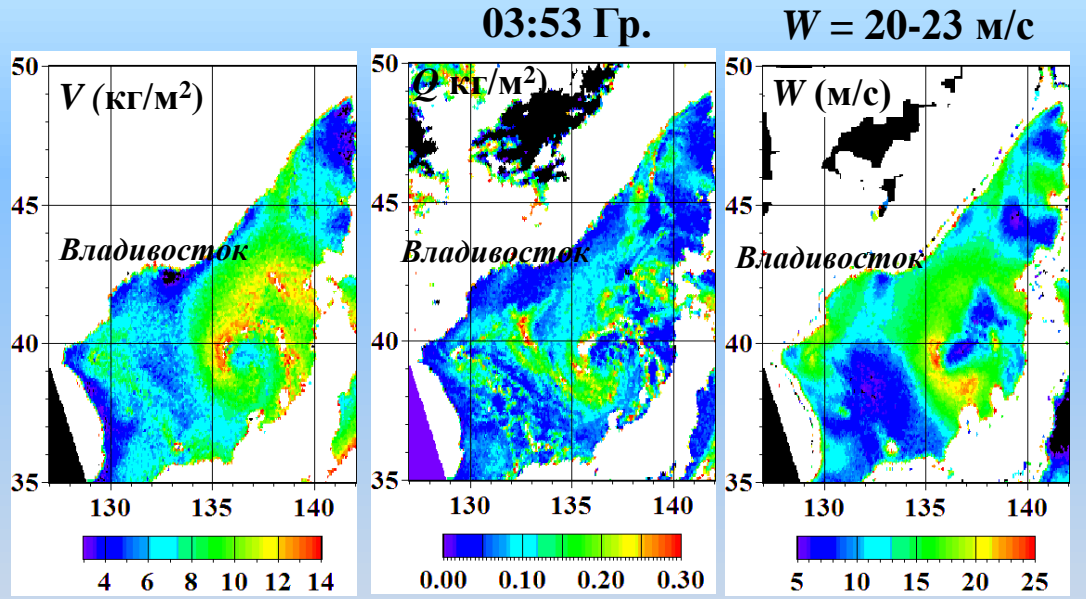 03:53 Гр.
W = 20-23 м/с
50
V (кг/м²)
45
Владивосток
40
35
130 135 140
4 6 8 10 12 14
50
Q кг/м²)
45
Владивосток
40
35
130 135 140
0.00 0.10 0.20 0.30
50
W (м/с)
45
Владивосток
40
35
130 135 140
5 10 15 20 25